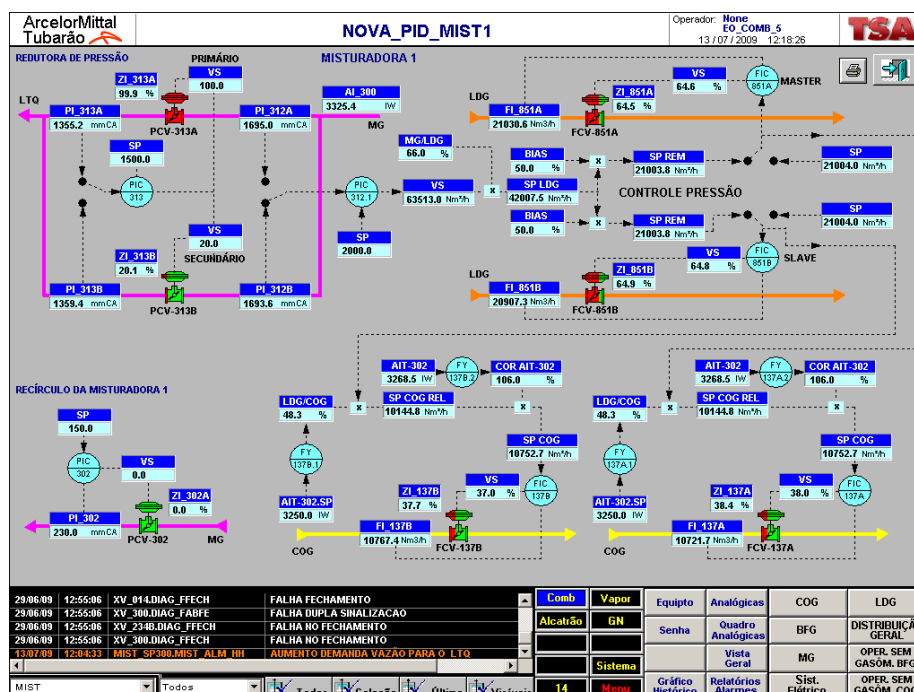 ArcelorMittal
Tubarão
NOVA_PID_MIST1
Operador: None
EO_COMB_5
13/07/2009 12:18:26
TSA
REDUTORA DE PRESSÃO
PRIMÁRIO
MISTURADORA 1
ZI_313A
99.9 %
VS
100.0
AI_300
3325.4 IW
LTQ
MG
PI_313A
1355.2 mmCA
PCV-313A
PI_312A
1695.0 mmCA
SP
1500.0
PIC
313
PIC
312.1
VS
63513.0 Nm³/h
MG/LDG
66.0 %
SP
2000.0
VS
20.0
SECUNDÁRIO
ZI_313B
20.1 %
PI_313B
1359.4 mmCA
PCV-313B
PI_312B
1693.6 mmCA
LDG
FI_851A
21030.6 Nm3/h
ZI_851A
64.5 %
FCV-851A
VS
64.6 %
FIC
851A
MASTER
BIAS
50.0 %
x
SP REM
21003.8 Nm³/h
SP
21004.0 Nm³/h
x
SP LDG
42007.5 Nm³/h
CONTROLE PRESSÃO
BIAS
50.0 %
x
SP REM
21003.8 Nm³/h
SP
21004.0 Nm³/h
LDG
FI_851B
20907.3 Nm3/h
ZI_851B
64.9 %
FCV-851B
VS
64.8 %
FIC
851B
SLAVE
RECÍRCULO DA MISTURADORA 1
SP
150.0
PIC
302
VS
0.0
ZI_302A
0.0 %
PI_302
230.0 mmCA
PCV-302
MG
AIT-302
3268.5 IW
FY
137B.2
COR AIT-302
106.0 %
LDG/COG
48.3 %
x
SP COG REL
10144.8 Nm³/h
x
FY
137B.1
SP COG
10752.7 Nm³/h
AIT-302.SP
3250.0 IW
ZI_137B
37.7 %
VS
37.0 %
FIC
137B
COG
FI_137B
10767.4 Nm3/h
FCV-137B
AIT-302
3268.5 IW
FY
137A.2
COR AIT-302
106.0 %
LDG/COG
48.3 %
x
SP COG REL
10144.8 Nm³/h
x
FY
137A.1
SP COG
10752.7 Nm³/h
AIT-302.SP
3250.0 IW
ZI_137A
38.4 %
VS
38.0 %
FIC
137A
COG
FI_137A
10721.7 Nm3/h
FCV-137A
29/06/09 12:55:06 XV_014.DIAG_FFECH FALHA FECHAMENTO
29/06/09 12:55:06 XV_300.DIAG_FABFE FALHA DUPLA SINALIZACAO
29/06/09 12:55:06 XV_234B.DIAG_FFECH FALHA NO FECHAMENTO
29/06/09 12:55:06 XV_300.DIAG_FFECH FALHA NO FECHAMENTO
13/07/09 12:04:33 MIST_SP300.MIST_ALM_HH AUMENTO DEMANDA VAZÃO PARA O LTQ
MIST
Todos
Todos
Seleção
Último
Visíveis
Comb
Vapor
Alcatrão
GN
Sistema
14
Menu
Equipto
Analógicas
COG
LDG
Senha
Quadro
Analógicas
BFG
DISTRIBUIÇÃ
GERAL
Vista
Geral
MG
OPER. SEM
GASÔM. BFG
Gráfico
Histórico
Relatórios
Alarmes
Sist.
Elétrico
OPER. SEM
GASÔM. COG